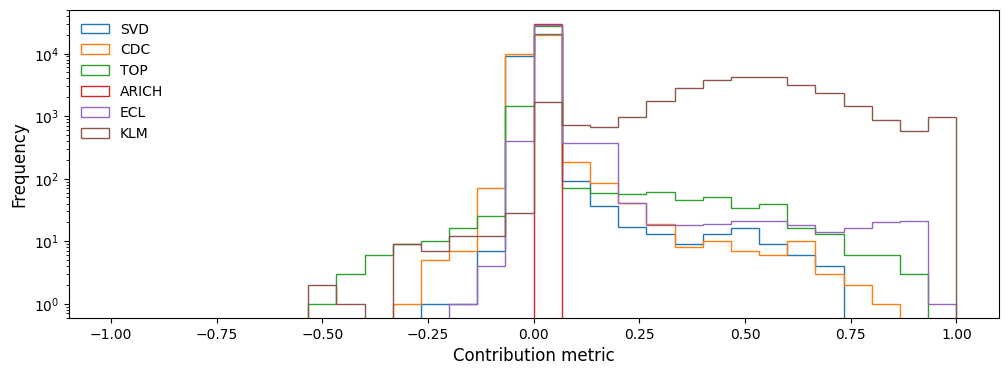 Frequency
10⁴
10³
10²
10¹
10⁰
SVD
CDC
TOP
ARICH
ECL
KLM
−1.00 −0.75 −0.50 −0.25 0.00 0.25 0.50 0.75 1.00
Contribution metric